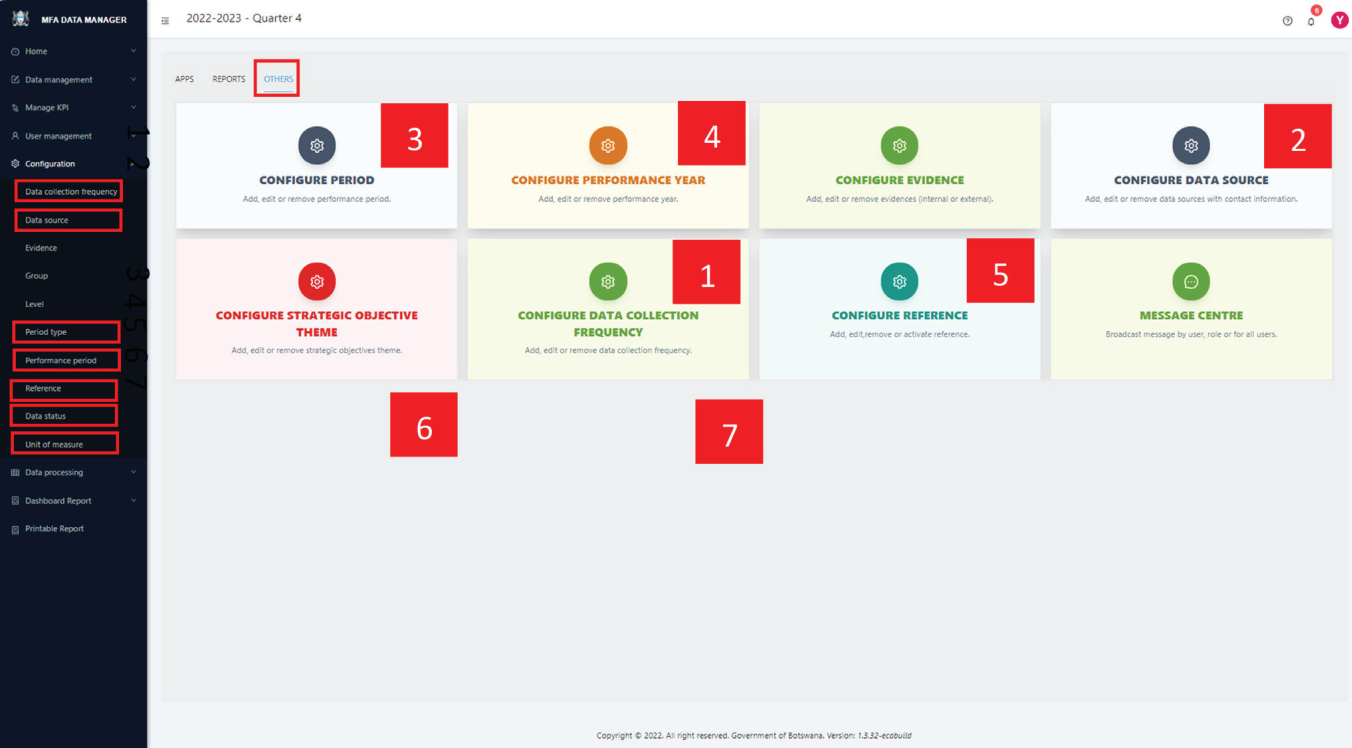 MFA DATA MANAGER
2022-2023 - Quarter 4
6
Y
Home
Data management
Manage KPI
User management
1
Configuration
2
Data collection frequency
Data source
Evidence
Group
3
Level
4
Period type
5
Performance period
6
Reference
7
Data status
Unit of measure
Data processing
Dashboard Report
Printable Report
APPS REPORTS OTHERS
3
CONFIGURE PERIOD
Add, edit or remove performance period.
4
CONFIGURE PERFORMANCE YEAR
Add, edit or remove performance year.
CONFIGURE EVIDENCE
Add, edit or remove evidences (internal or external).
2
CONFIGURE DATA SOURCE
Add, edit or remove data sources with contact information.
CONFIGURE STRATEGIC OBJECTIVE
THEME
Add, edit or remove strategic objectives theme.
1
CONFIGURE DATA COLLECTION
FREQUENCY
Add, edit or remove data collection frequency.
5
CONFIGURE REFERENCE
Add, edit,remove or activate reference.
MESSAGE CENTRE
Broadcast message by user, role or for all users.
6
7
Copyright © 2022. All right reserved. Government of Botswana. Version: 1.3.32-ecabuild